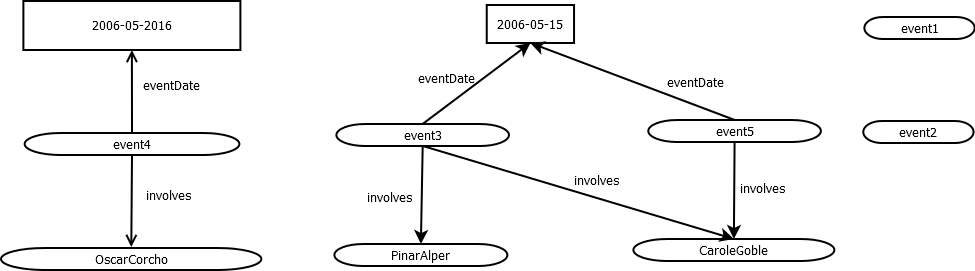 2006-05-2016
2006-05-15
event1
eventDate
eventDate
eventDate
event4
event3
event5
event2
involves
involves
involves
involves
OscarCorcho
PinarAlper
CaroleGoble